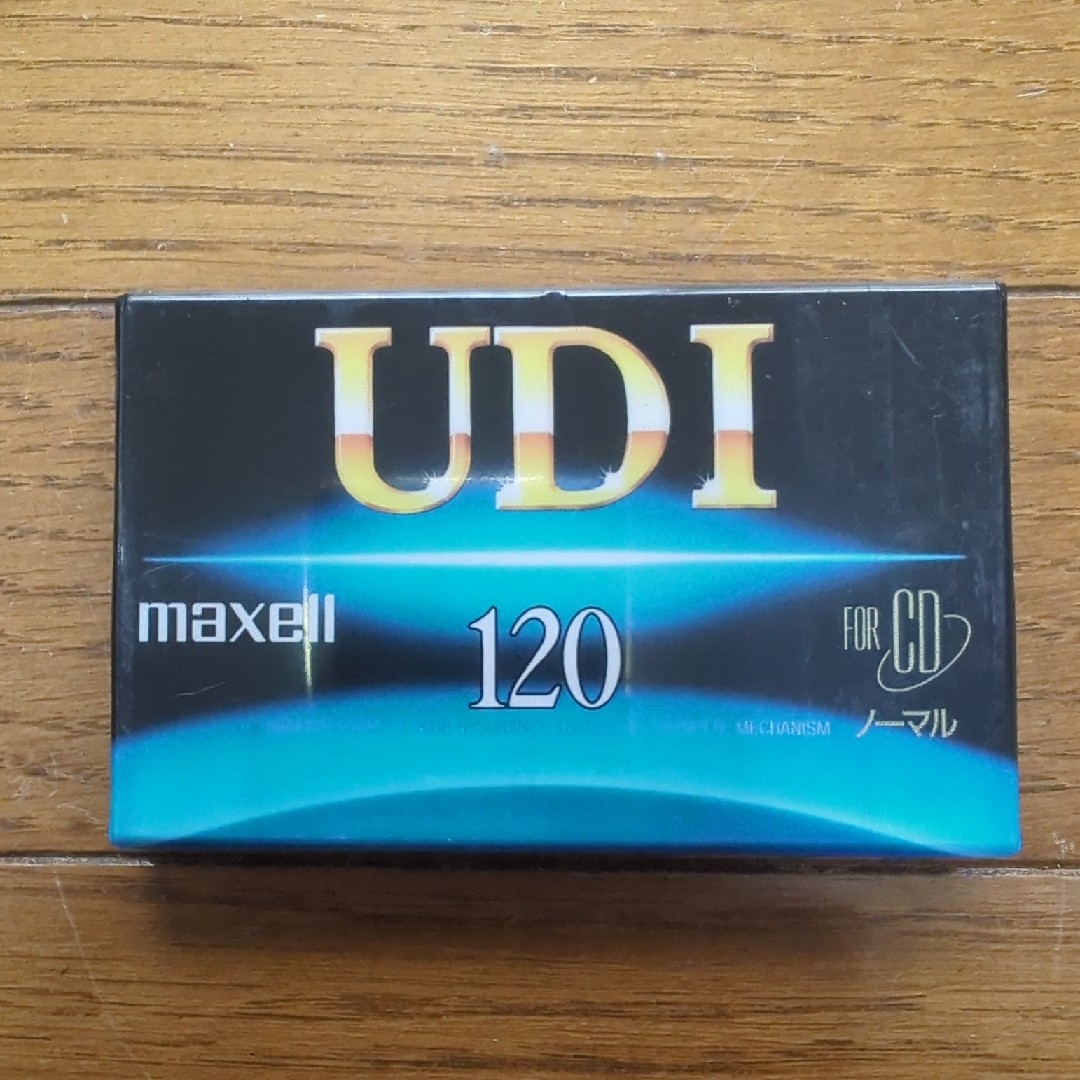 UDI
maxell
120
FOR CD
MECHANISM
ノーマル